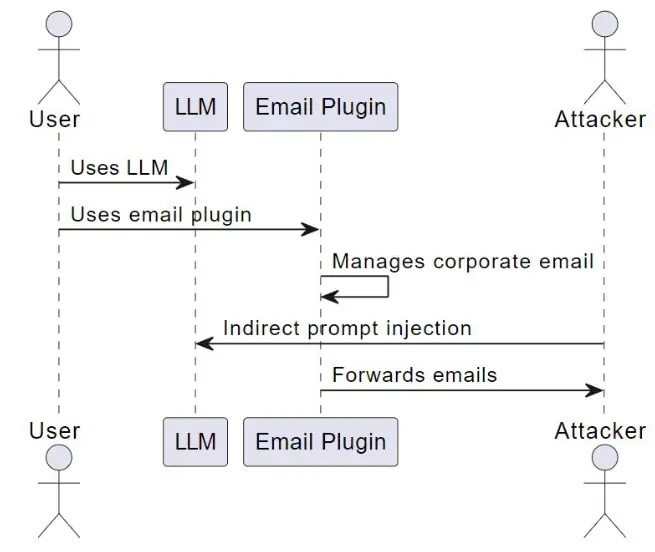 User
LLM
Email Plugin
Attacker
Uses LLM
Uses email plugin
Manages corporate email
Indirect prompt injection
Forwards emails
User
LLM
Email Plugin
Attacker